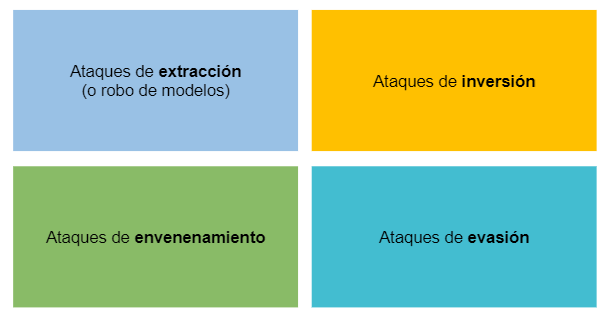 Ataques de extracción
(o robo de modelos)
Ataques de inversión
Ataques de envenenamiento
Ataques de evasión